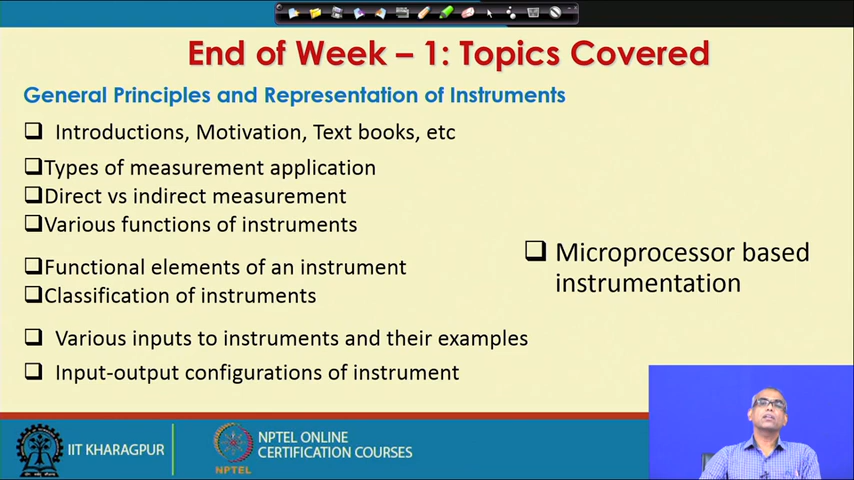 End of Week – 1: Topics Covered
General Principles and Representation of Instruments
Introductions, Motivation, Text books, etc
Types of measurement application
Direct vs indirect measurement
Various functions of instruments
Functional elements of an instrument
Classification of instruments
Various inputs to instruments and their examples
Input-output configurations of instrument
Microprocessor based
instrumentation
IIT KHARAGPUR
NPTEL
NPTEL ONLINE
CERTIFICATION COURSES